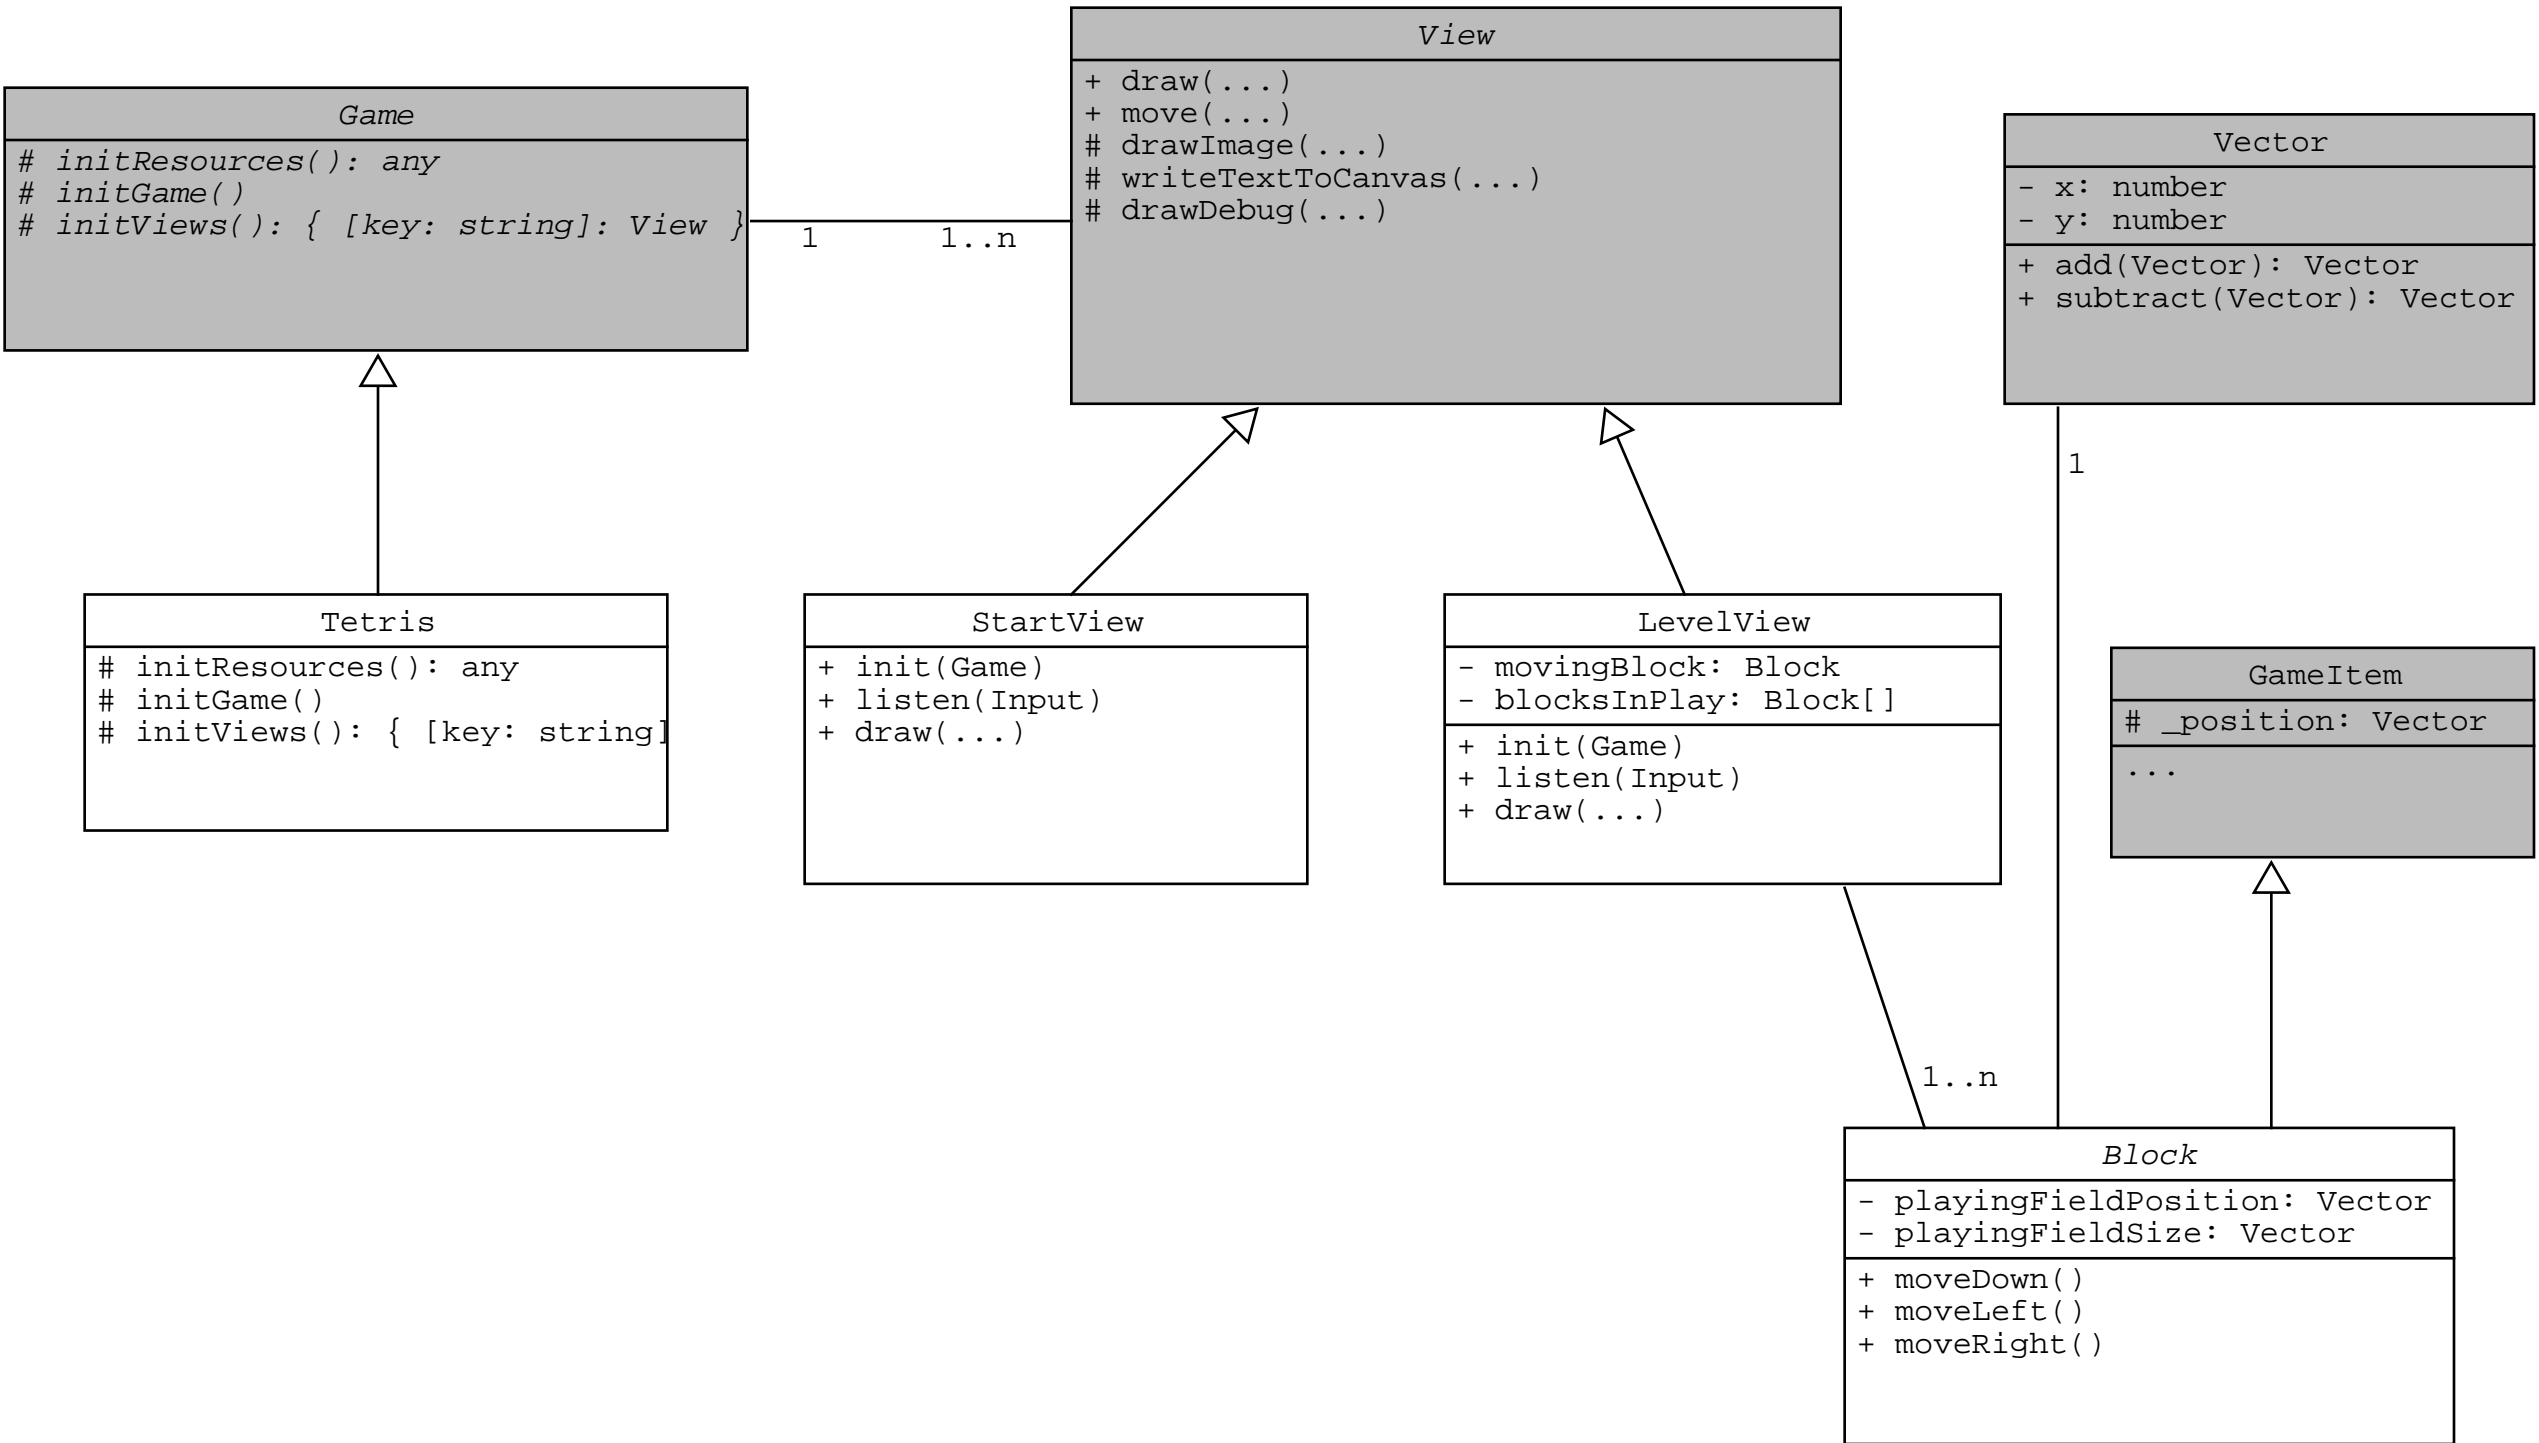 View
+ draw(...)
+ move(...)
# drawImage(...)
# writeTextToCanvas(...)
# drawDebug(...)
Game
# initResources(): any
# initGame()
# initViews(): { [key: string]: View }
1
1..n
Vector
- x: number
- y: number
+ add(Vector): Vector
+ subtract(Vector): Vector
1
Tetris
# initResources(): any
# initGame()
# initViews(): { [key: string]
StartView
+ init(Game)
+ listen(Input)
+ draw(...)
LevelView
- movingBlock: Block
- blocksInPlay: Block[]
+ init(Game)
+ listen(Input)
+ draw(...)
GameItem
# _position: Vector
...
1..n
Block
- playingFieldPosition: Vector
- playingFieldSize: Vector
+ moveDown()
+ moveLeft()
+ moveRight()